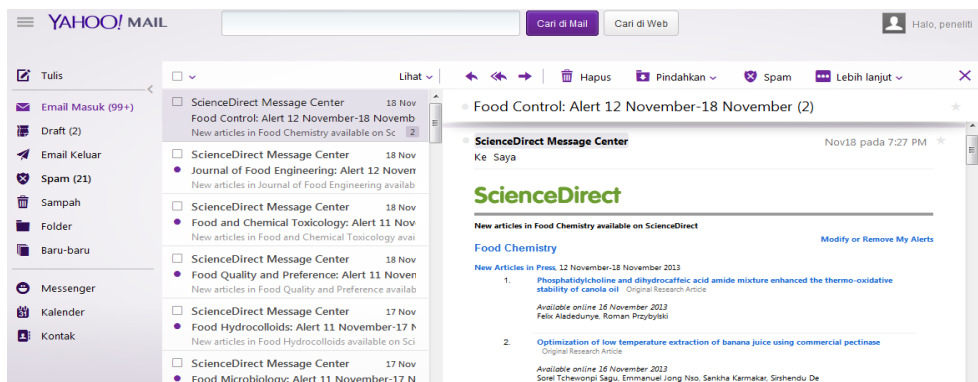 YAHOO! MAIL
Cari di Mail
Cari di Web
Halo, peneliti
Tulis
Email Masuk (99+)
Draft (2)
Email Keluar
Spam (21)
Sampah
Folder
Baru-baru
Messenger
Kalender
Kontak
Lihat
ScienceDirect Message Center 18 Nov
Food Control: Alert 12 November-18 Novemb
New articles in Food Chemistry available on Sc 2
ScienceDirect Message Center 18 Nov
Journal of Food Engineering: Alert 12 Novem
New articles in Journal of Food Engineering availab
ScienceDirect Message Center 18 Nov
Food and Chemical Toxicology: Alert 11 Nov
New articles in Food and Chemical Toxicology avai
ScienceDirect Message Center 18 Nov
Food Quality and Preference: Alert 11 Noven
New articles in Food Quality and Preference availab
ScienceDirect Message Center 17 Nov
Food Hydrocolloids: Alert 11 November-17 N
New articles in Food Hydrocolloids available on Sci
ScienceDirect Message Center 17 Nov
Food Microbiology: Alert 11 November-17 N
Hapus
Pindahkan
Spam
Lebih lanjut
Food Control: Alert 12 November-18 November (2)
ScienceDirect Message Center Nov18 pada 7:27 PM
Ke Saya
ScienceDirect
New articles in Food Chemistry available on ScienceDirect
Modify or Remove My Alerts
Food Chemistry
New Articles in Press, 12 November-18 November 2013
1. Phosphatidylcholine and dihydrocaffeic acid amide mixture enhanced the thermo-oxidative
stability of canola oil Original Research Article
Available online 16 November 2013
Felix Aladedunye, Roman Przybylski
2. Optimization of low temperature extraction of banana juice using commercial pectinase
Original Research Article
Available online 16 November 2013
Sorel Tchewonpi Sagu, Emmanuel Jong Nso, Sankha Karmakar, Sirshendu De